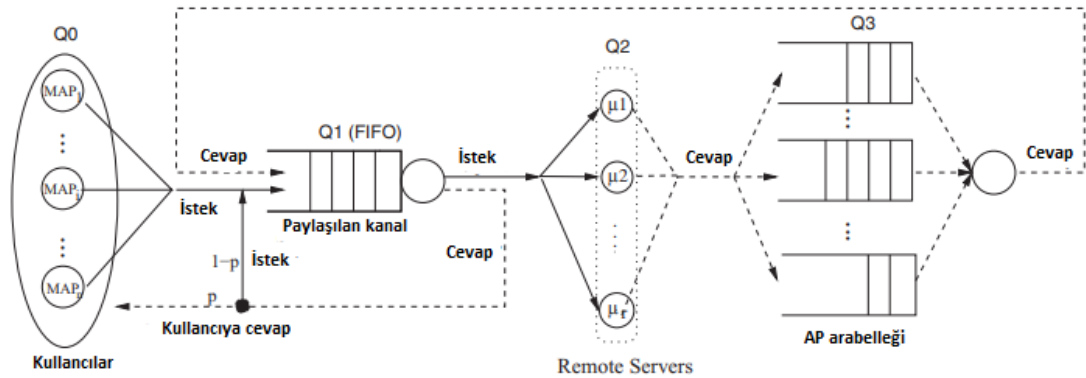 Q0
MAP1
MAPi
MAPn
Kullancılar
İstek
Cevap
Q1 (FIFO)
Paylaşılan kanal
İstek
Cevap
1−p
İstek
p
Kullancıya cevap
Q2
μ1
μ2
μr
Remote Servers
Cevap
Q3
AP arabelleği
Cevap